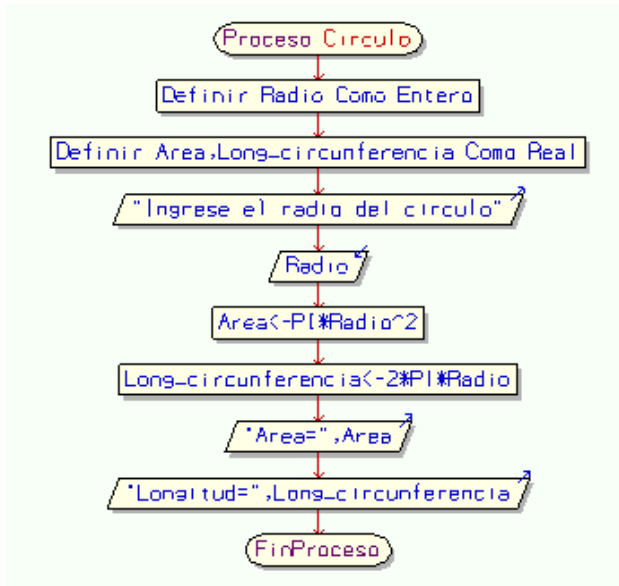 Proceso Circulo
Definir Radio Como Entero
Definir Area,Long_circunferencia Como Real
"Ingrese el radio del circulo"
Radio
Area<-PI*Radio^2
Long_circunferencia<-2*PI*Radio
"Area=",Area
"Longitud=",Long_circunferencia
FinProceso